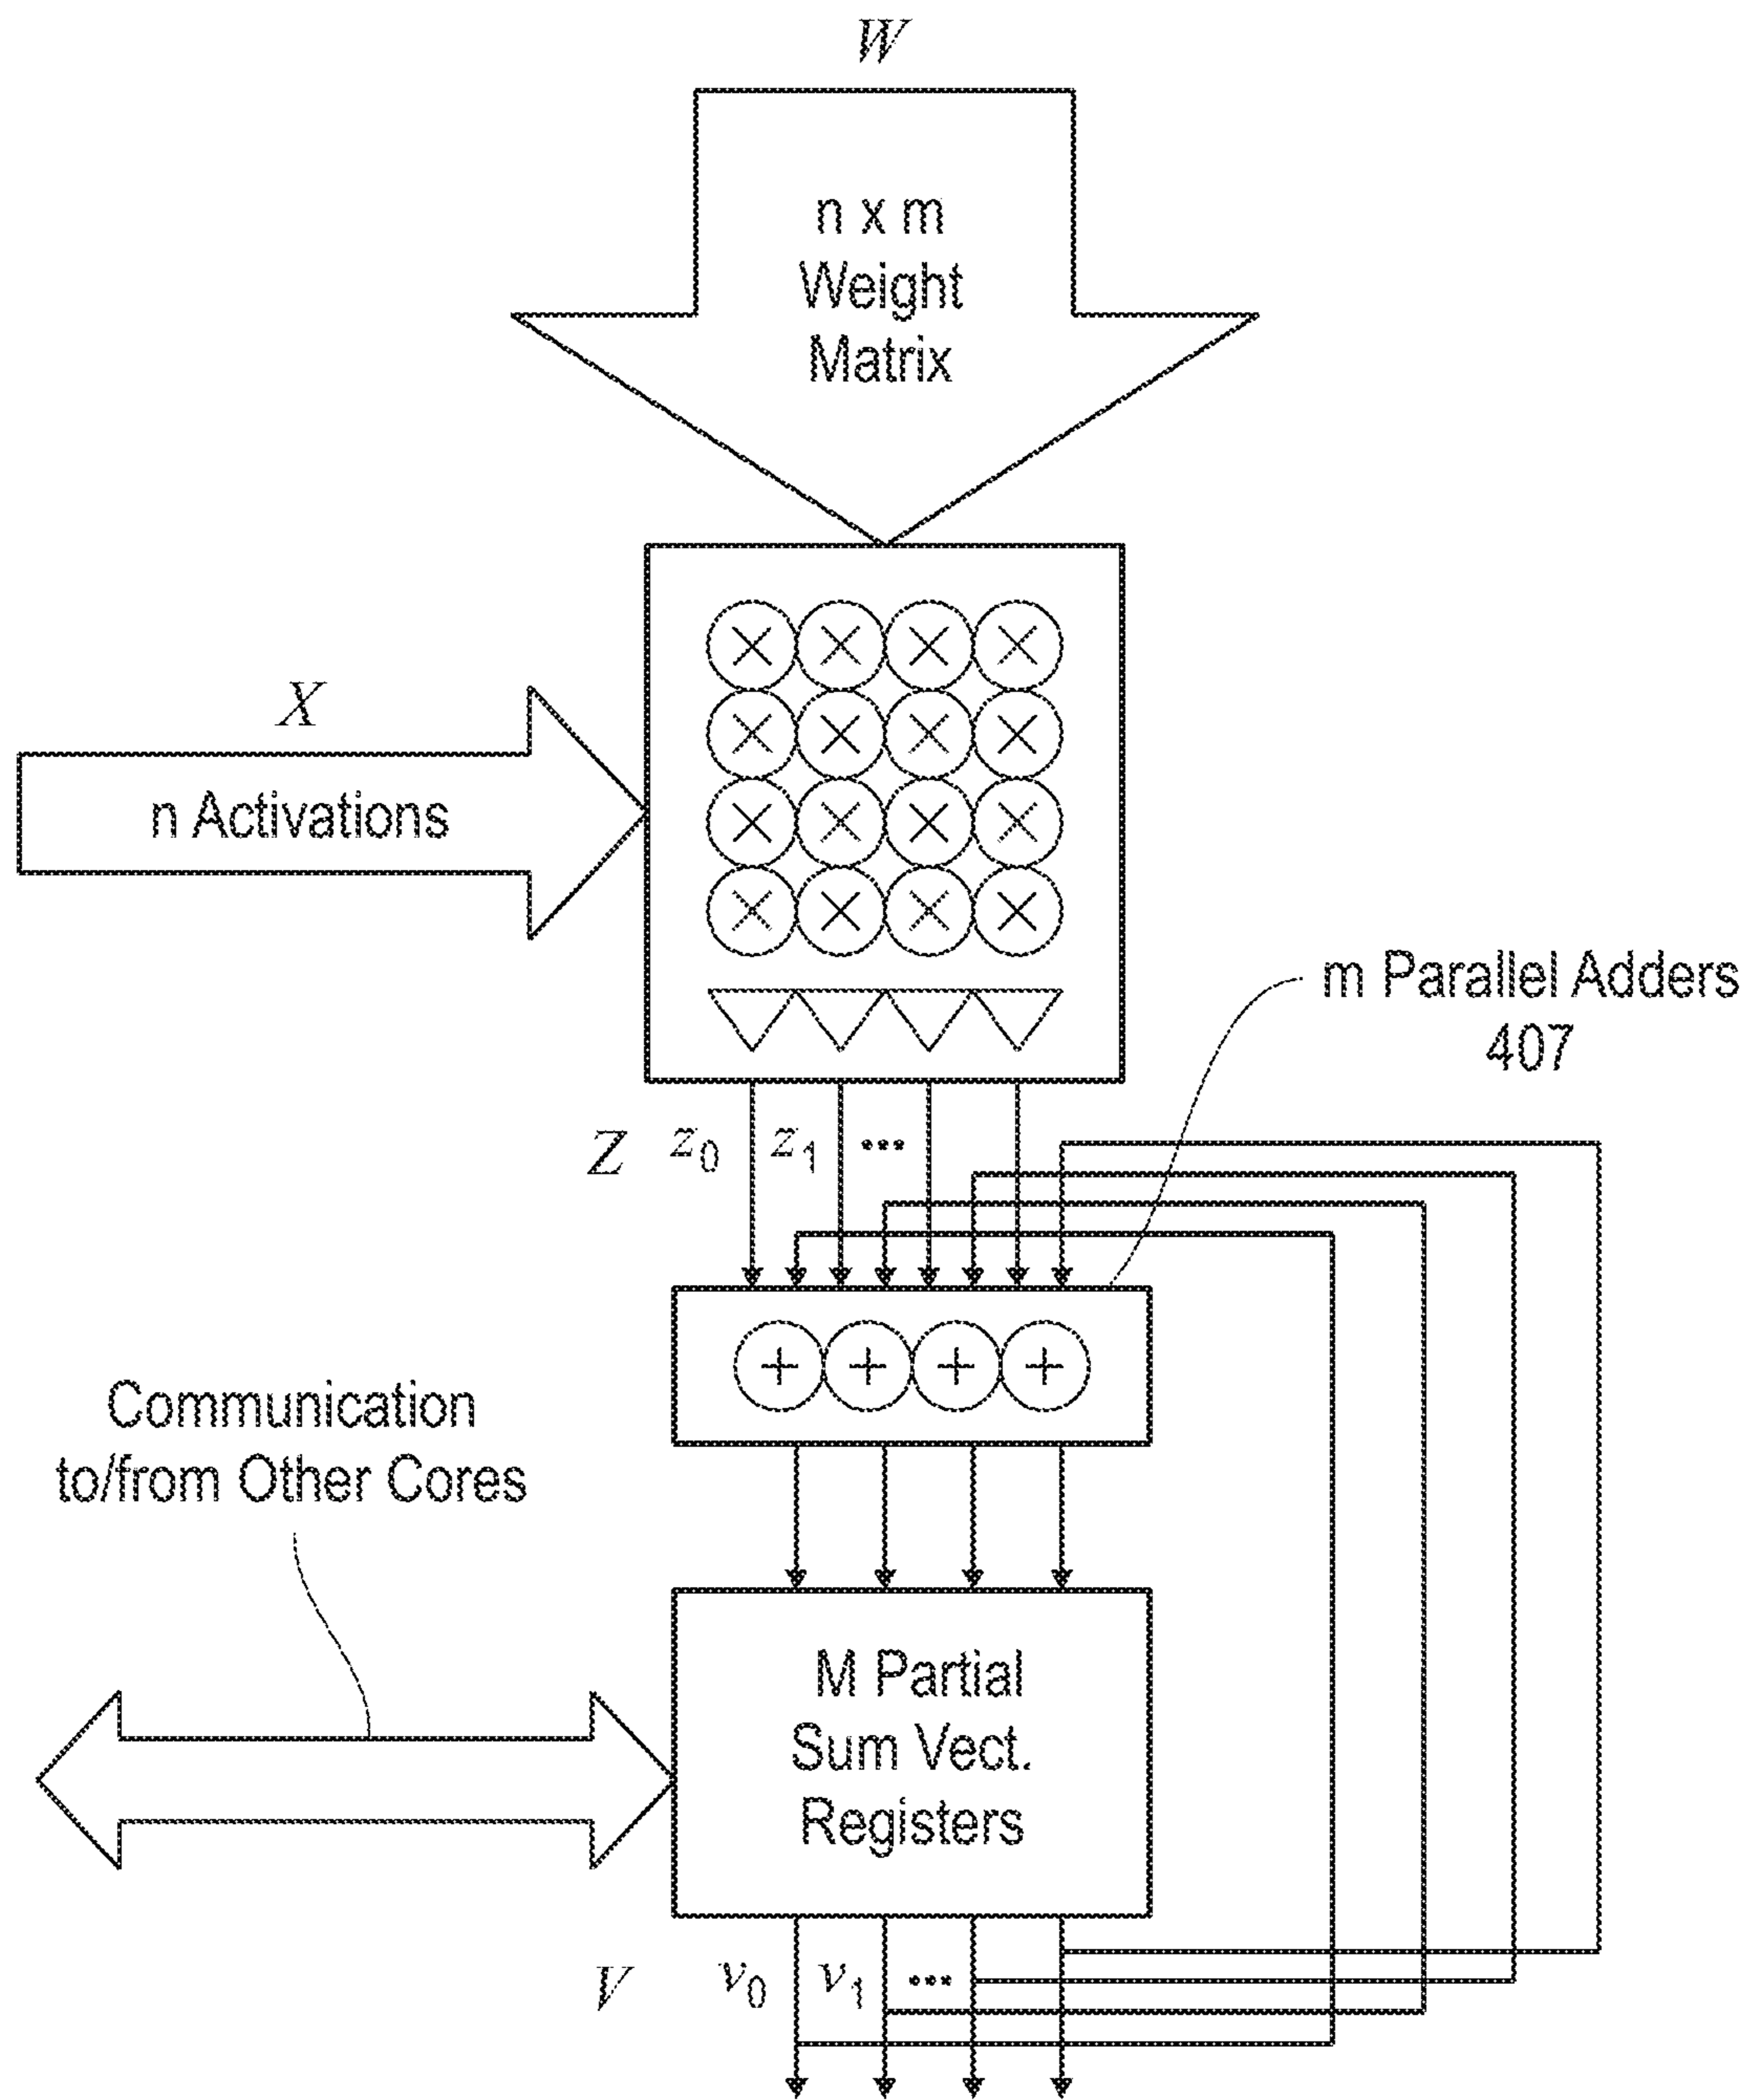 W
n x m
Weight
Matrix
X
n Activations
m Parallel Adders
407
Z z0 z1 ...
Communication
to/from Other Cores
M Partial
Sum Vect.
Registers
V v0 v1 ...